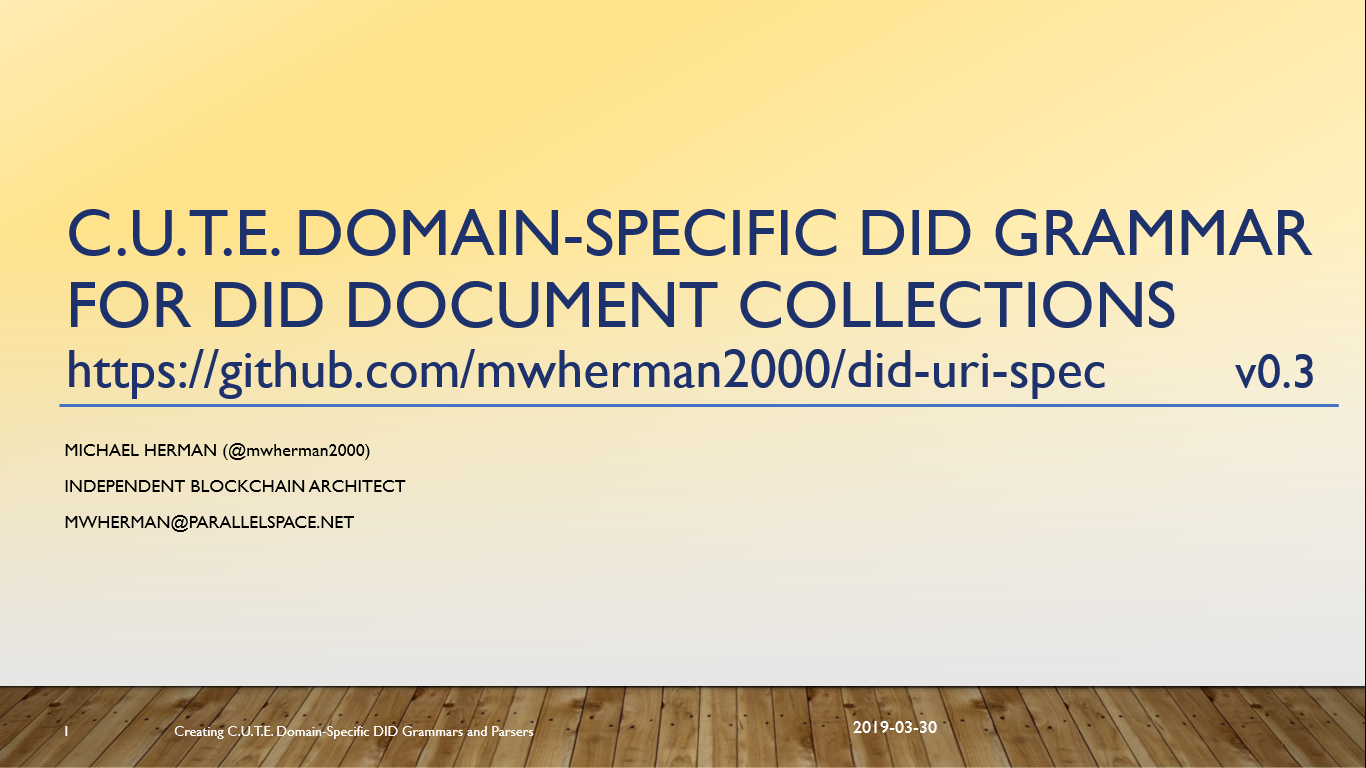 C.U.T.E. DOMAIN-SPECIFIC DID GRAMMAR
FOR DID DOCUMENT COLLECTIONS
https://github.com/mwherman2000/did-uri-spec v0.3
MICHAEL HERMAN (@mwherman2000)
INDEPENDENT BLOCKCHAIN ARCHITECT
MWHERMAN@PARALLELSPACE.NET
1 Creating C.U.T.E. Domain-Specific DID Grammars and Parsers 2019-03-30